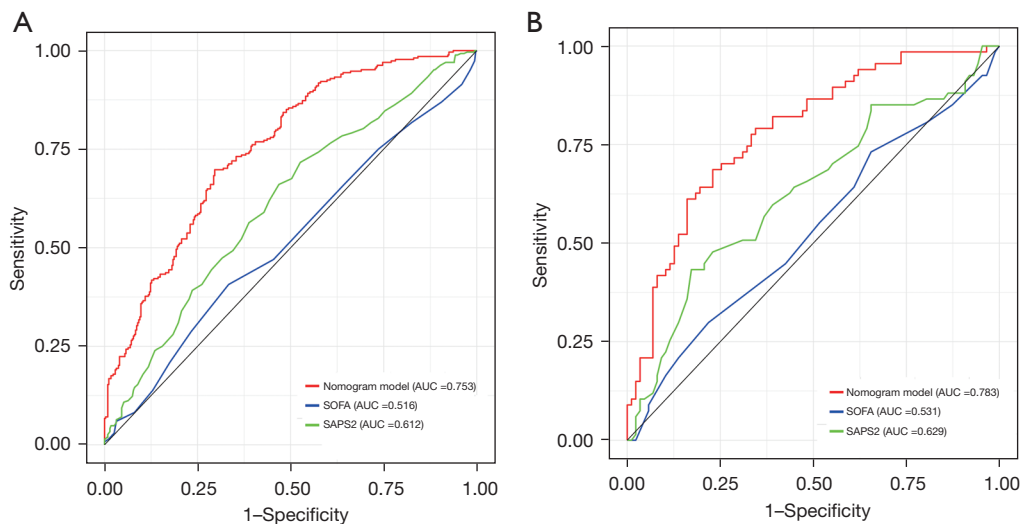 A
1.00
0.75
0.50
0.25
0.00
Sensitivity
Nomogram model (AUC =0.753)
SOFA (AUC =0.516)
SAPS2 (AUC =0.612)
0.00 0.25 0.50 0.75 1.00
1–Specificity
B
1.00
0.75
0.50
0.25
0.00
Sensitivity
Nomogram model (AUC =0.783)
SOFA (AUC =0.531)
SAPS2 (AUC =0.629)
0.00 0.25 0.50 0.75 1.00
1–Specificity